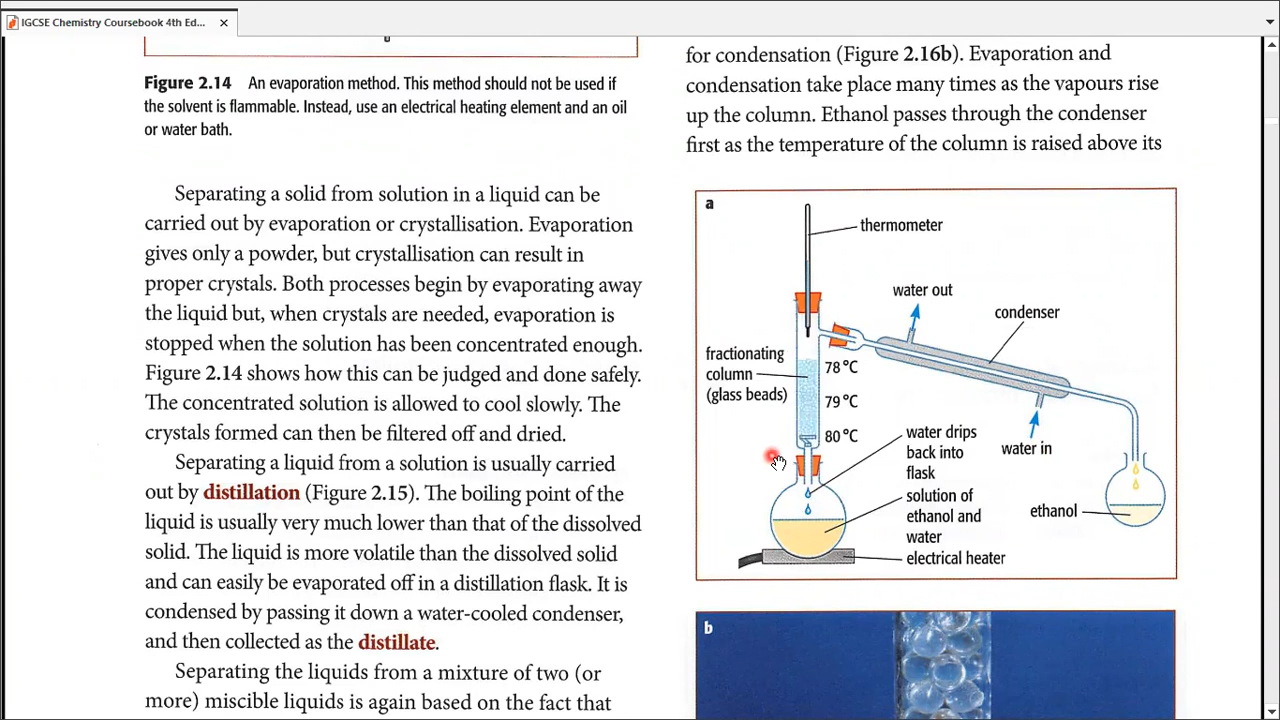 IGCSE Chemistry Coursebook 4th Ed...
Figure 2.14 An evaporation method. This method should not be used if
the solvent is flammable. Instead, use an electrical heating element and an oil
or water bath.
Separating a solid from solution in a liquid can be
carried out by evaporation or crystallisation. Evaporation
gives only a powder, but crystallisation can result in
proper crystals. Both processes begin by evaporating away
the liquid but, when crystals are needed, evaporation is
stopped when the solution has been concentrated enough.
Figure 2.14 shows how this can be judged and done safely.
The concentrated solution is allowed to cool slowly. The
crystals formed can then be filtered off and dried.
Separating a liquid from a solution is usually carried
out by distillation (Figure 2.15). The boiling point of the
liquid is usually very much lower than that of the dissolved
solid. The liquid is more volatile than the dissolved solid
and can easily be evaporated off in a distillation flask. It is
condensed by passing it down a water-cooled condenser,
and then collected as the distillate.
Separating the liquids from a mixture of two (or
more) miscible liquids is again based on the fact that
for condensation (Figure 2.16b). Evaporation and
condensation take place many times as the vapours rise
up the column. Ethanol passes through the condenser
first as the temperature of the column is raised above its
a
thermometer
water out
condenser
fractionating
column
(glass beads)
78 °C
79 °C
80 °C
water drips
back into
flask
water in
solution of
ethanol and
water
ethanol
electrical heater
b